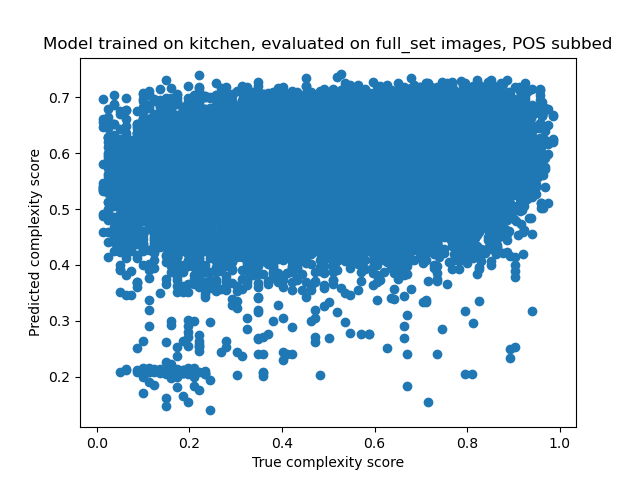 Model trained on kitchen, evaluated on full_set images, POS subbed
Predicted complexity score
0.7
0.6
0.5
0.4
0.3
0.2
0.0 0.2 0.4 0.6 0.8 1.0
True complexity score